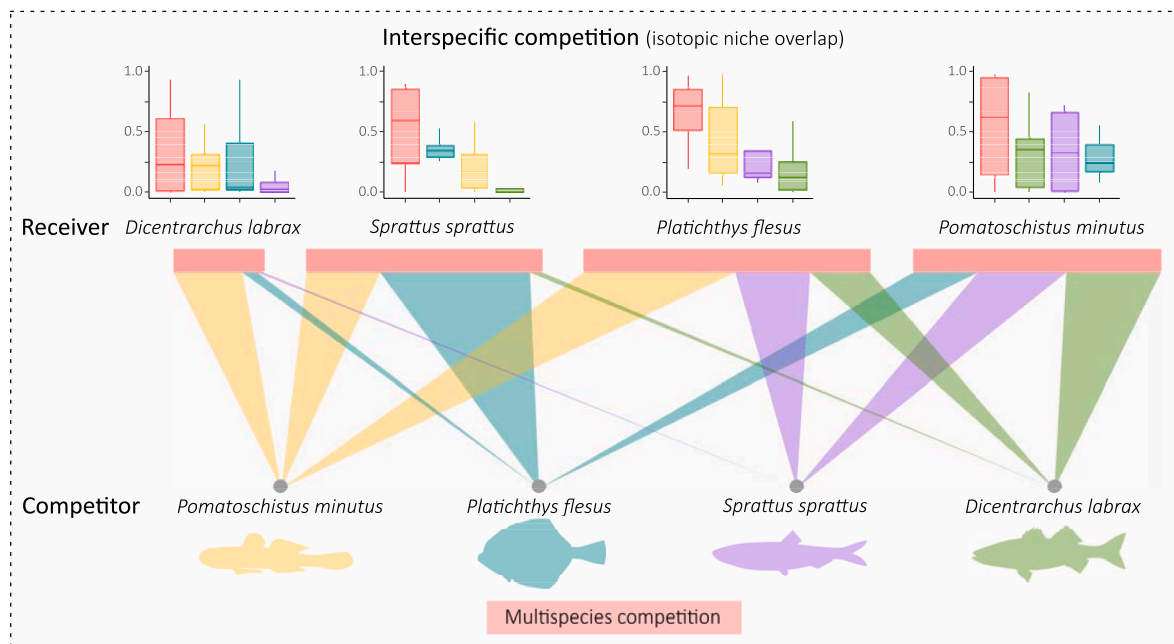 Interspecific competition (isotopic niche overlap)
1.0 1.0 1.0 1.0
0.5 0.5 0.5 0.5
0.0 0.0 0.0 0.0
Receiver Dicentrarchus labrax Sprattus sprattus Platichthys flesus Pomatoschistus minutus
Competitor Pomatoschistus minutus Platichthys flesus Sprattus sprattus Dicentrarchus labrax
Multispecies competition